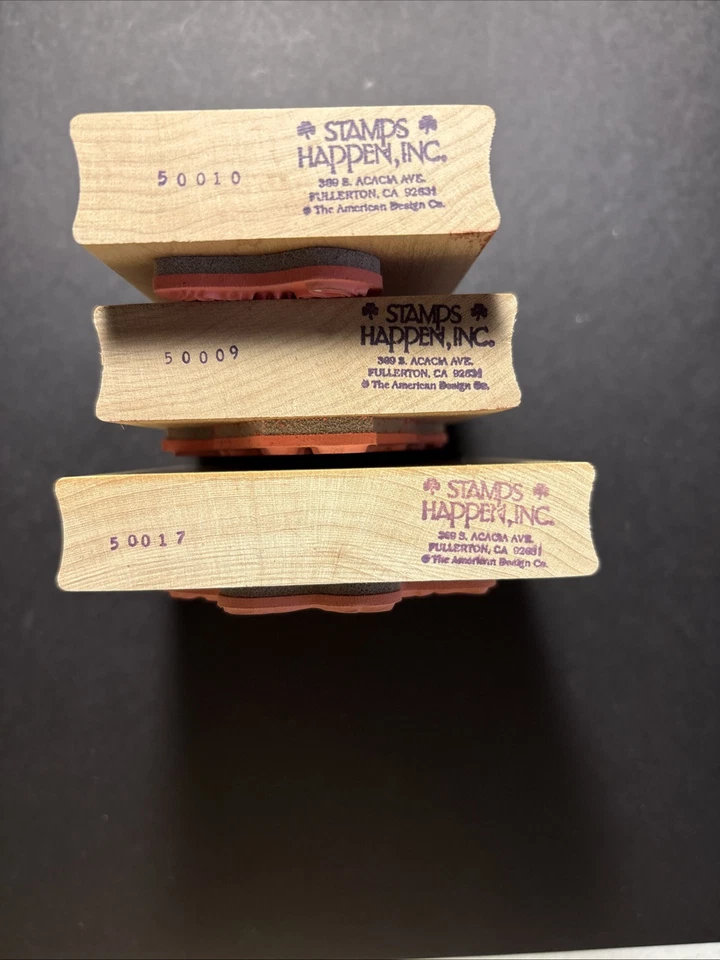 50010
STAMPS
HAPPEN, INC.
369 S. ACACIA AVE.
FULLERTON, CA 92631
© The American Design Co.
50009
STAMPS
HAPPEN, INC.
369 S. ACACIA AVE.
FULLERTON, CA 92631
© The American Design Co.
50017
STAMPS
HAPPEN, INC.
369 S. ACACIA AVE.
FULLERTON, CA 92631
© The American Design Co.